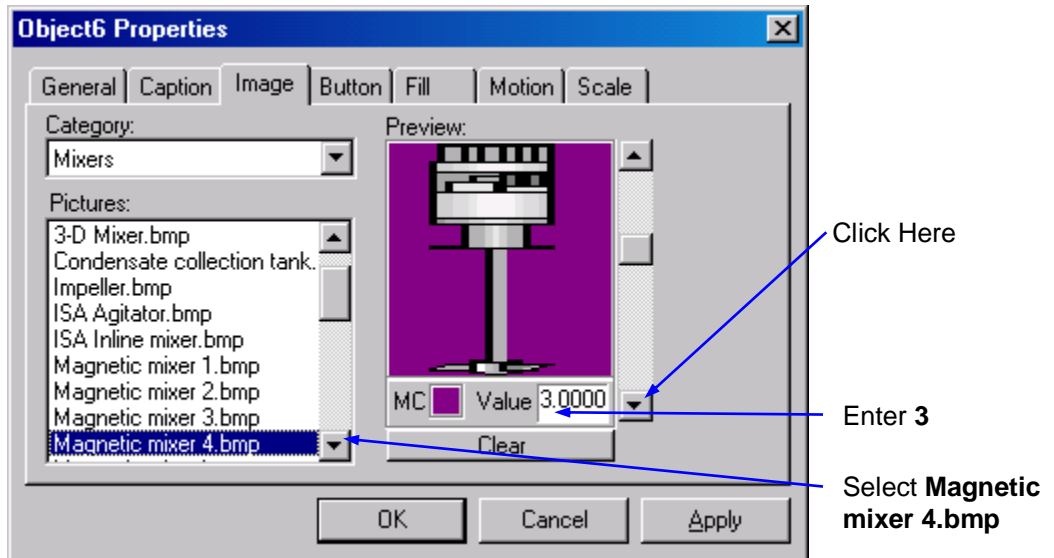 Object6 Properties
General Caption Image Button Fill Motion Scale
Category:
Mixers
Pictures:
3-D Mixer.bmp
Condensate collection tank.
Impeller.bmp
ISA Agitator.bmp
ISA Inline mixer.bmp
Magnetic mixer 1.bmp
Magnetic mixer 2.bmp
Magnetic mixer 3.bmp
Magnetic mixer 4.bmp
Preview:
MC Value 3.0000
Clear
OK Cancel Apply
Click Here
Enter 3
Select Magnetic
mixer 4.bmp